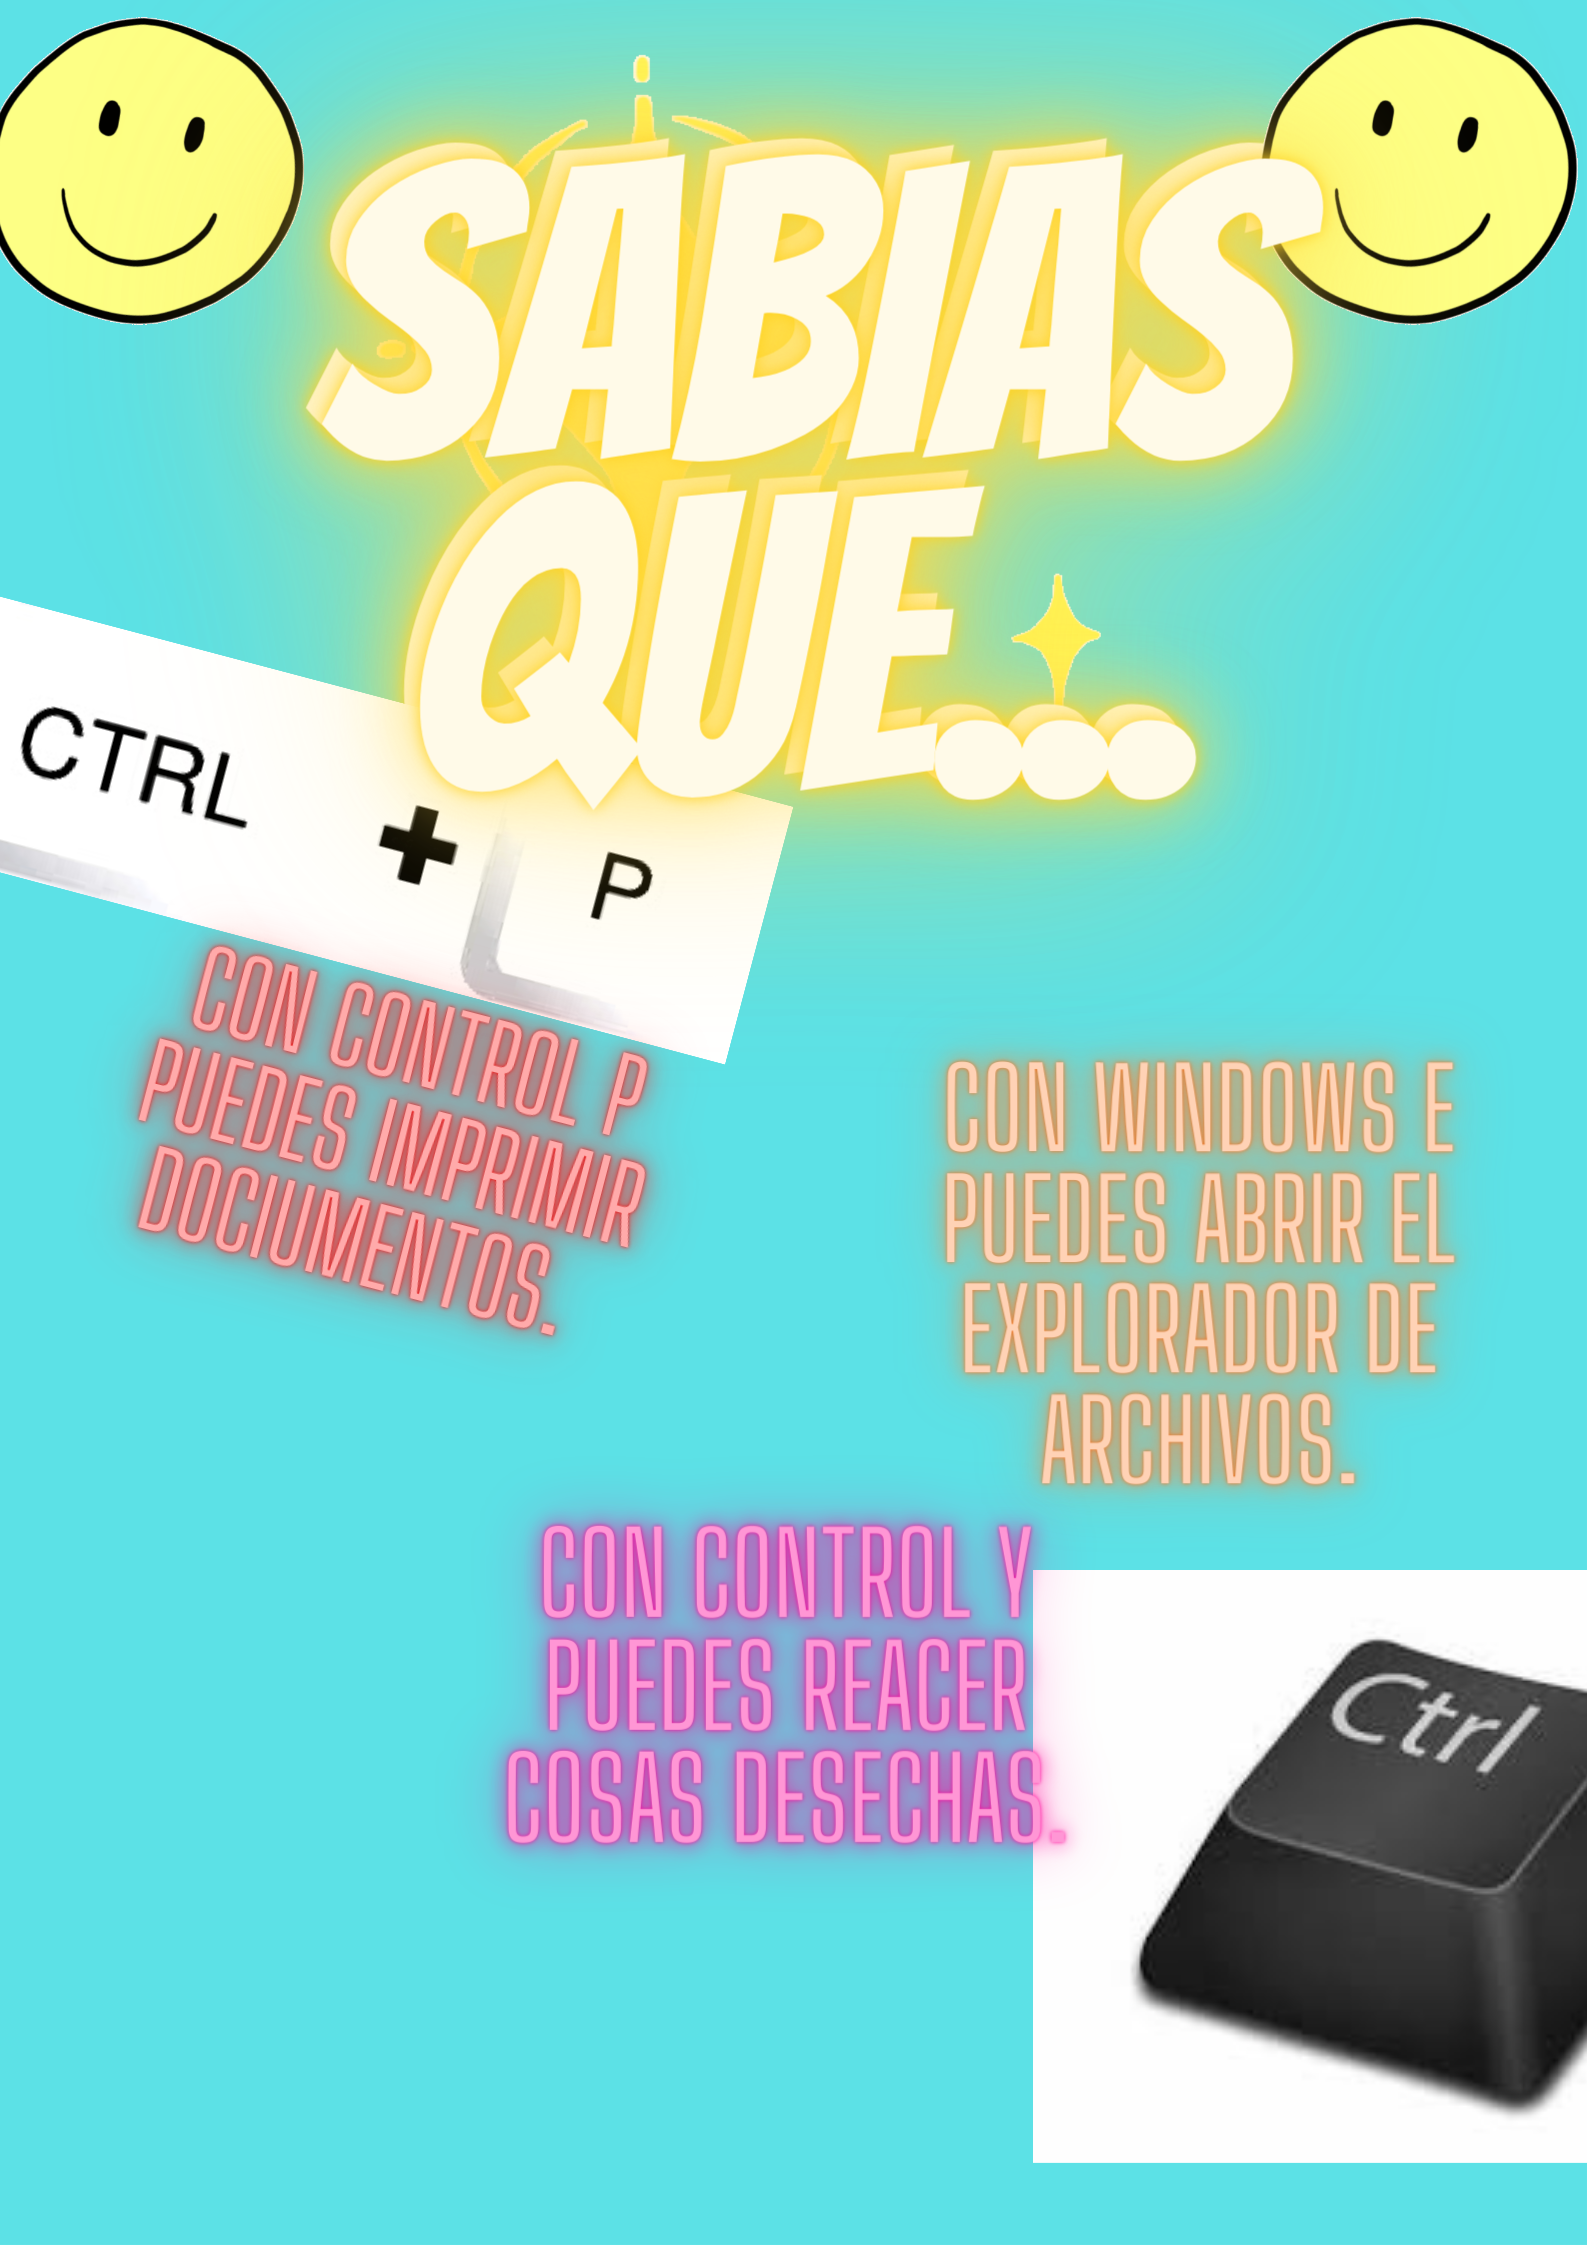 SABIAS
QUE...
CTRL + P
CON CONTROL P
PUEDES IMPRIMIR
DOCIUMENTOS.
CON WINDOWS E
PUEDES ABRIR EL
EXPLORADOR DE
ARCHIVOS.
CON CONTROL Y
PUEDES REACER
COSAS DESECHAS.
Ctrl